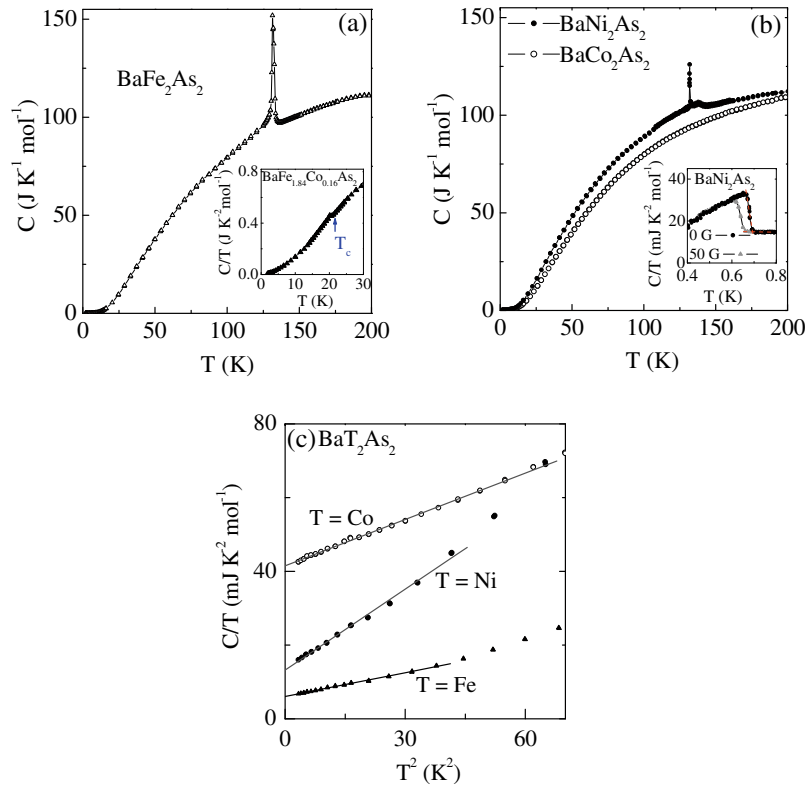 (a)
BaFe₂As₂
C (J K⁻¹ mol⁻¹)
150
100
50
0
0 50 100 150 200
T (K)
BaFe₁.₈₄Co₀.₁₆As₂
C/T (J K⁻² mol⁻¹)
0.8
0.4
0.0
T_c
0 10 20 30
T (K)
(b)
BaNi₂As₂
BaCo₂As₂
C (J K⁻¹ mol⁻¹)
150
100
50
0
0 50 100 150 200
T (K)
BaNi₂As₂
C/T (mJ K⁻² mol⁻¹)
40
20
0
0 G
50 G
0.4 0.6 0.8
T (K)
(c) BaT₂As₂
C/T (mJ K⁻² mol⁻¹)
80
40
0
T = Co
T = Ni
T = Fe
0 30 60
T² (K²)